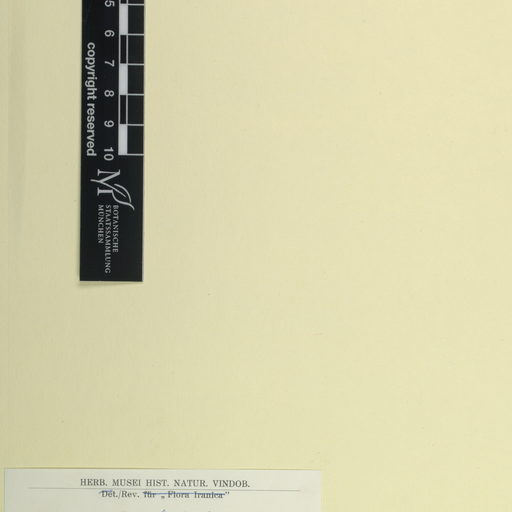 5
6
7
8
9
10
copyright reserved
M
BOTANISCHE
STAATSSAMMLUNG
MÜNCHEN
HERB. MUSEI HIST. NATUR. VINDOB.
Det./Rev. für „Flora Iranica"